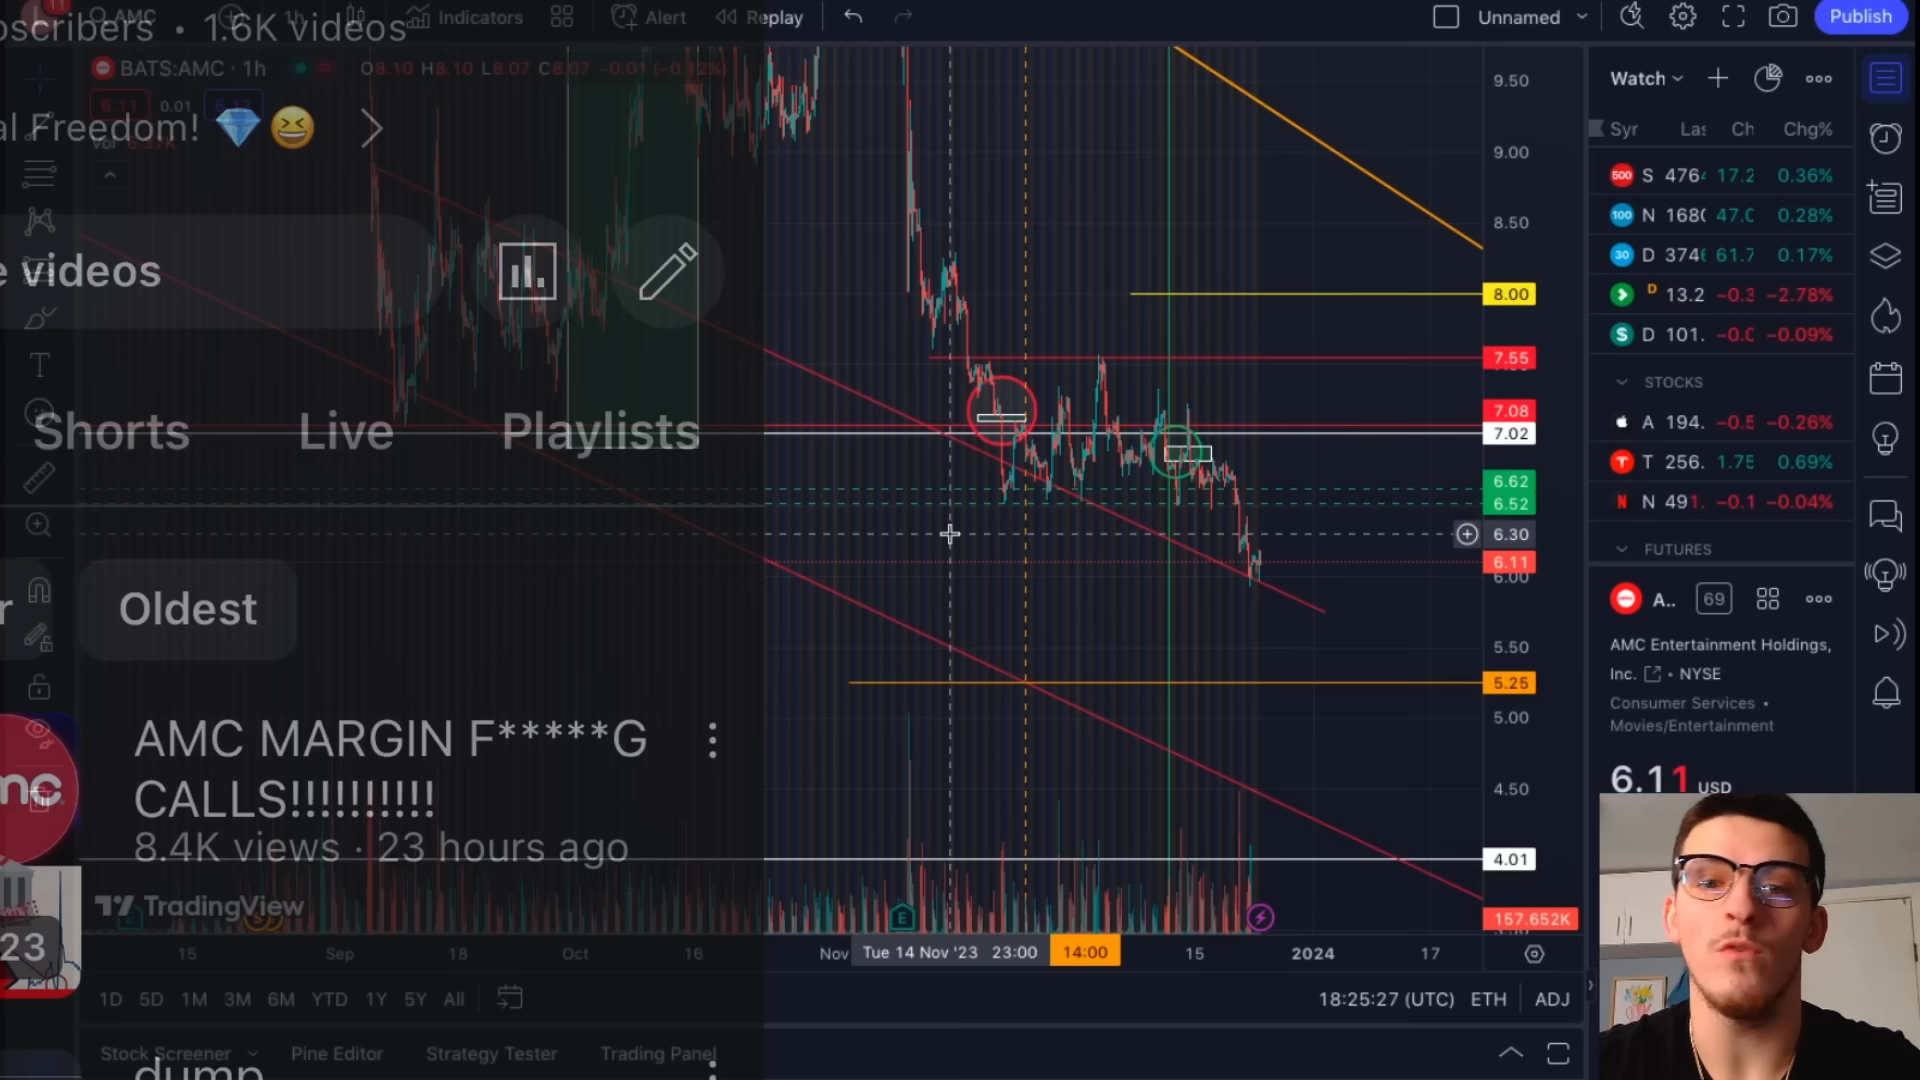 AMC
1h
Indicators
Alert
Replay
Unnamed
Publish
scribers • 1.6K videos
BATS:AMC · 1h
O8.10 H8.10 L8.07 C8.07 −0.01 (−0.12%)
8.11
0.01
al Freedom! 💎 😆
Vol
e videos
Shorts
Live
Playlists
Oldest
AMC MARGIN F*****G
CALLS!!!!!!!!!!
8.4K views · 23 hours ago
TradingView
23
dump
9.50
9.00
8.50
8.00
7.55
7.08
7.02
6.62
6.52
6.30
6.11
6.00
5.50
5.25
5.00
4.50
4.01
157.652K
15
Sep
18
Oct
16
Nov
Tue 14 Nov '23 23:00
14:00
15
2024
17
1D 5D 1M 3M 6M YTD 1Y 5Y All
18:25:27 (UTC) ETH ADJ
Stock Screener
Pine Editor
Strategy Tester
Trading Panel
Watch
Chg%
500 S 476 17.2 0.36%
100 N 168 47.0 0.28%
30 D 374 61.7 0.17%
D 13.2 −0.3 −2.78%
S D 101. −0.0 −0.09%
STOCKS
A 194. −0.5 −0.26%
T 256. 1.75 0.69%
N 491. −0.1 −0.04%
FUTURES
A.. 69
AMC Entertainment Holdings,
Inc. • NYSE
Consumer Services •
Movies/Entertainment
6.11 USD